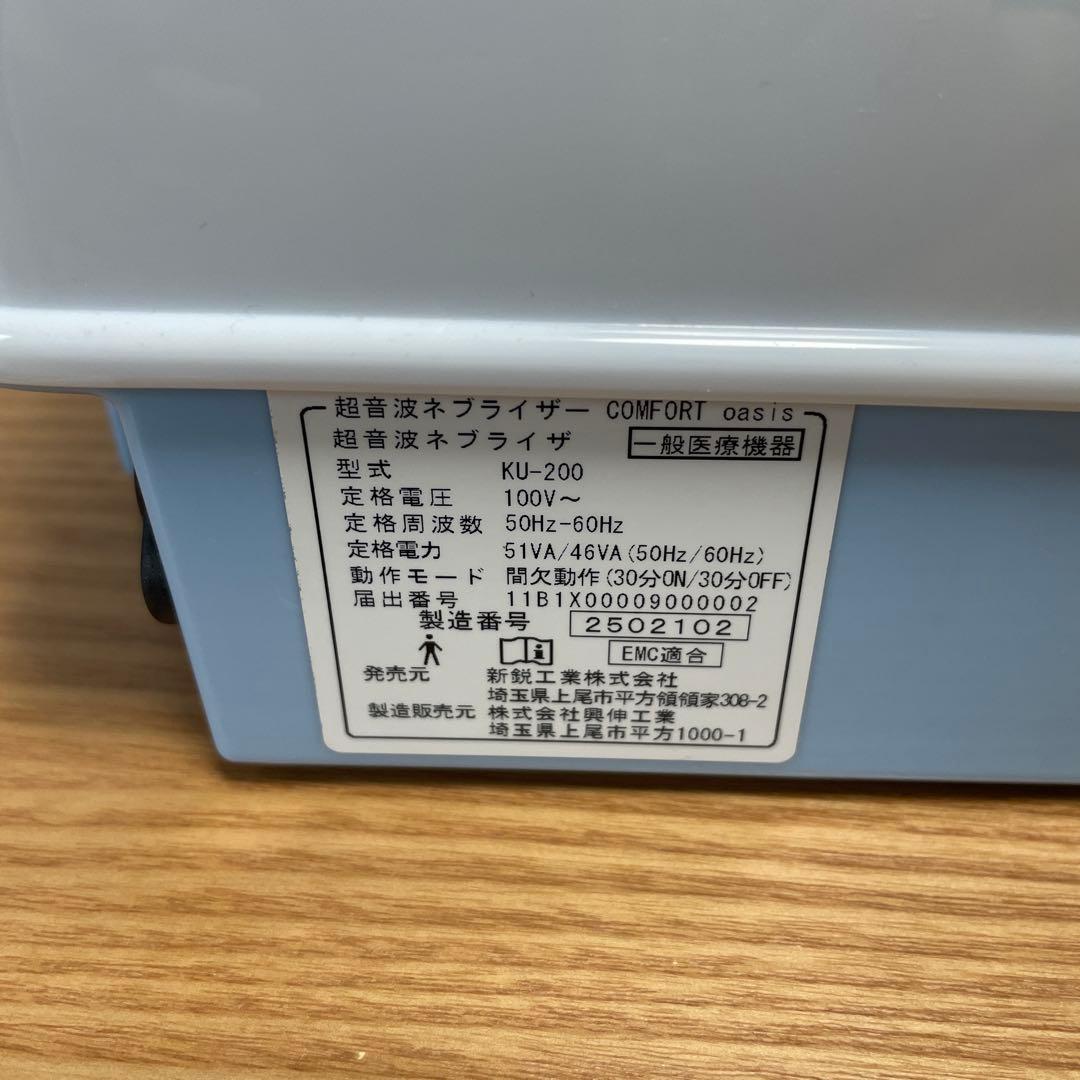 超音波ネブライザー COMFORT oasis
超音波ネブライザ 一般医療機器
型式 KU-200
定格電圧 100V～
定格周波数 50Hz-60Hz
定格電力 51VA/46VA(50Hz/60Hz)
動作モード 間欠動作(30分ON/30分OFF)
届出番号 11B1X00009000002
製造番号 2502102
EMC適合
発売元 新鋭工業株式会社
埼玉県上尾市平方領領家308-2
製造販売元 株式会社興伸工業
埼玉県上尾市平方1000-1